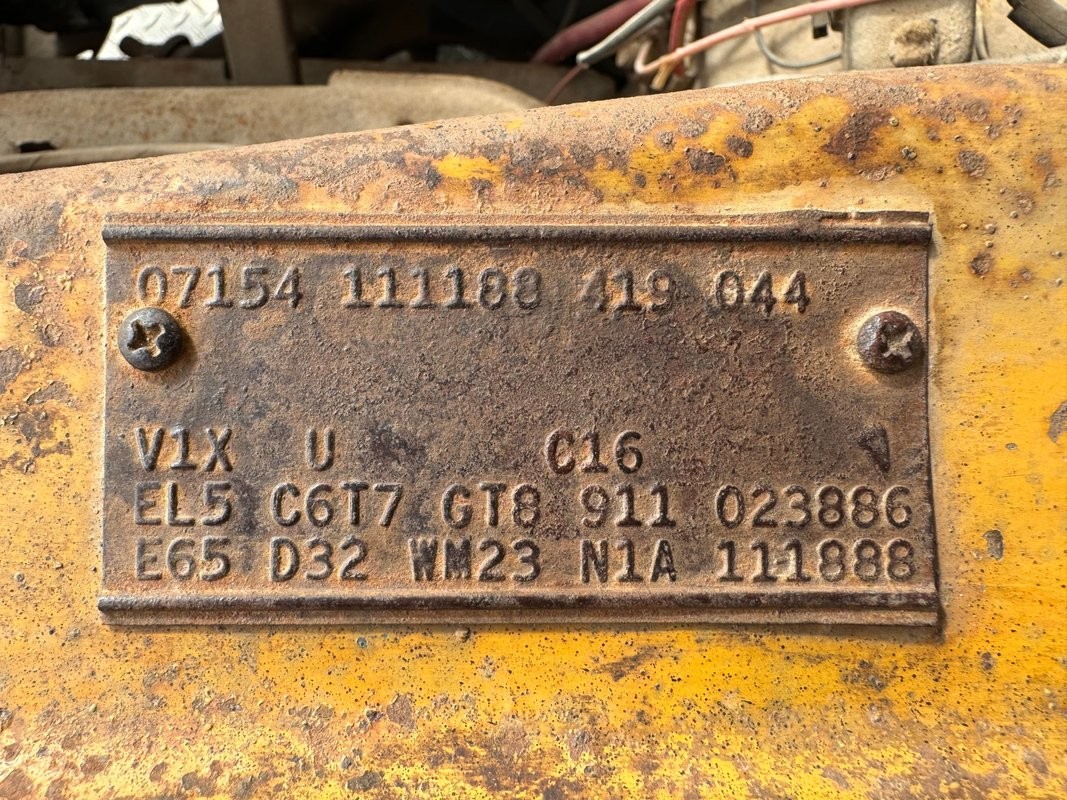 07154 111188 419 044
V1X U C16 V
EL5 C6T7 GT8 911 023886
E65 D32 WM23 N1A 111888